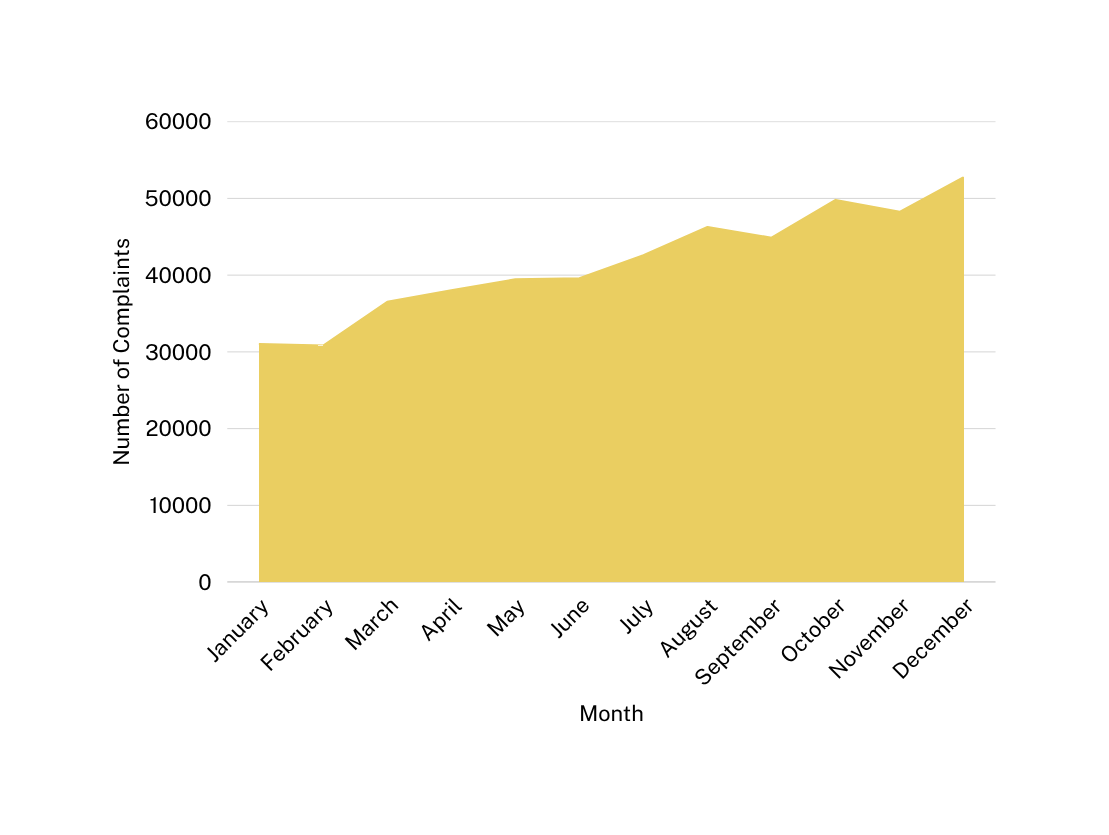 60000
50000
40000
30000
20000
10000
0
Number of Complaints
January
February
March
April
May
June
July
August
September
October
November
December
Month